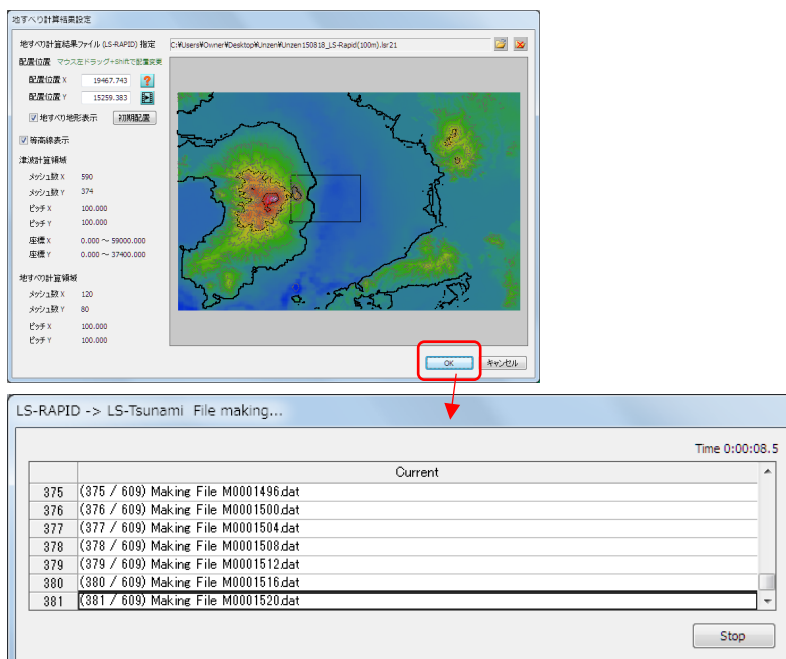 地すべり計算結果設定
地すべり計算結果ファイル (LS-RAPID) 指定 C:¥Users¥Owner¥Desktop¥Unzen¥Unzen150818_LS-Rapid(100m).lsr21
配置位置 マウス左ドラッグ+Shiftで配置変更
配置位置 X 19467.743
配置位置 Y 15259.383
地すべり地形表示 初期配置
等高線表示
津波計算領域
メッシュ数 X 590
メッシュ数 Y 374
ピッチ X 100.000
ピッチ Y 100.000
座標 X 0.000 ～ 59000.000
座標 Y 0.000 ～ 37400.000
地すべり計算領域
メッシュ数 X 120
メッシュ数 Y 80
ピッチ X 100.000
ピッチ Y 100.000
OK キャンセル
LS-RAPID -> LS-Tsunami File making...
Time 0:00:08.5
Current
375 (375 / 609) Making File M0001496.dat
376 (376 / 609) Making File M0001500.dat
377 (377 / 609) Making File M0001504.dat
378 (378 / 609) Making File M0001508.dat
379 (379 / 609) Making File M0001512.dat
380 (380 / 609) Making File M0001516.dat
381 (381 / 609) Making File M0001520.dat
Stop